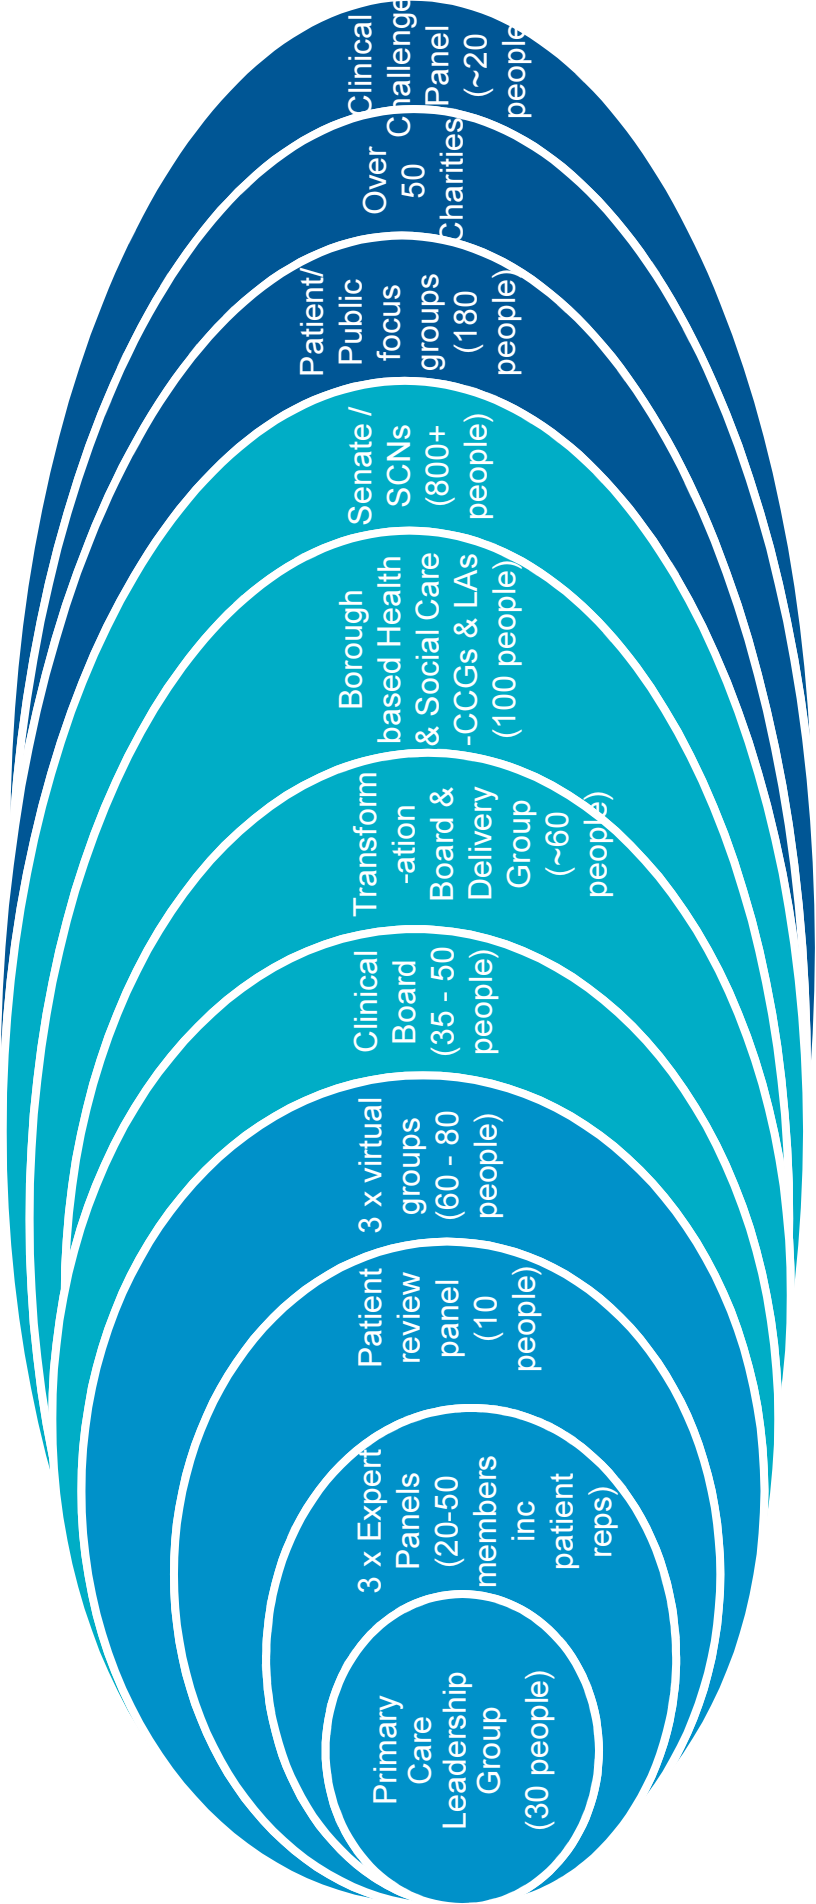 Clinical
Challenge
Panel
(~20
people
Over
50
Charities
Patient/
Public
focus
groups
(180
people)
Senate /
SCNs
(800+
people)
Borough
based Health
& Social Care
-CCGs & LAs
(100 people)
Transform
-ation
Board &
Delivery
Group
(~60
people)
Clinical
Board
(35 - 50
people)
3 x virtual
groups
(60 - 80
people)
Patient
review
panel
(10
people)
3 x Expert
Panels
(20-50
members
inc
patient
reps)
Primary
Care
Leadership
Group
(30 people)